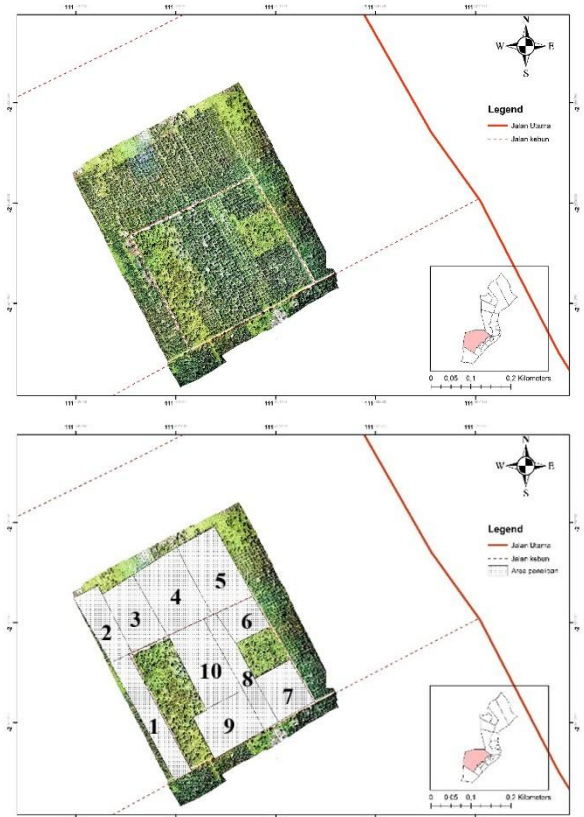 111
111
111
111
111
N
W E
S
Legend
Jalan Utama
Jalan kebun
0 0,05 0,1 0,2 Kilometers
111
111
111
111
111
N
W E
S
Legend
Jalan Utama
Jalan kebun
Area penelitian
5
4
3
2
6
10
8
7
1
9
0 0,05 0,1 0,2 Kilometers